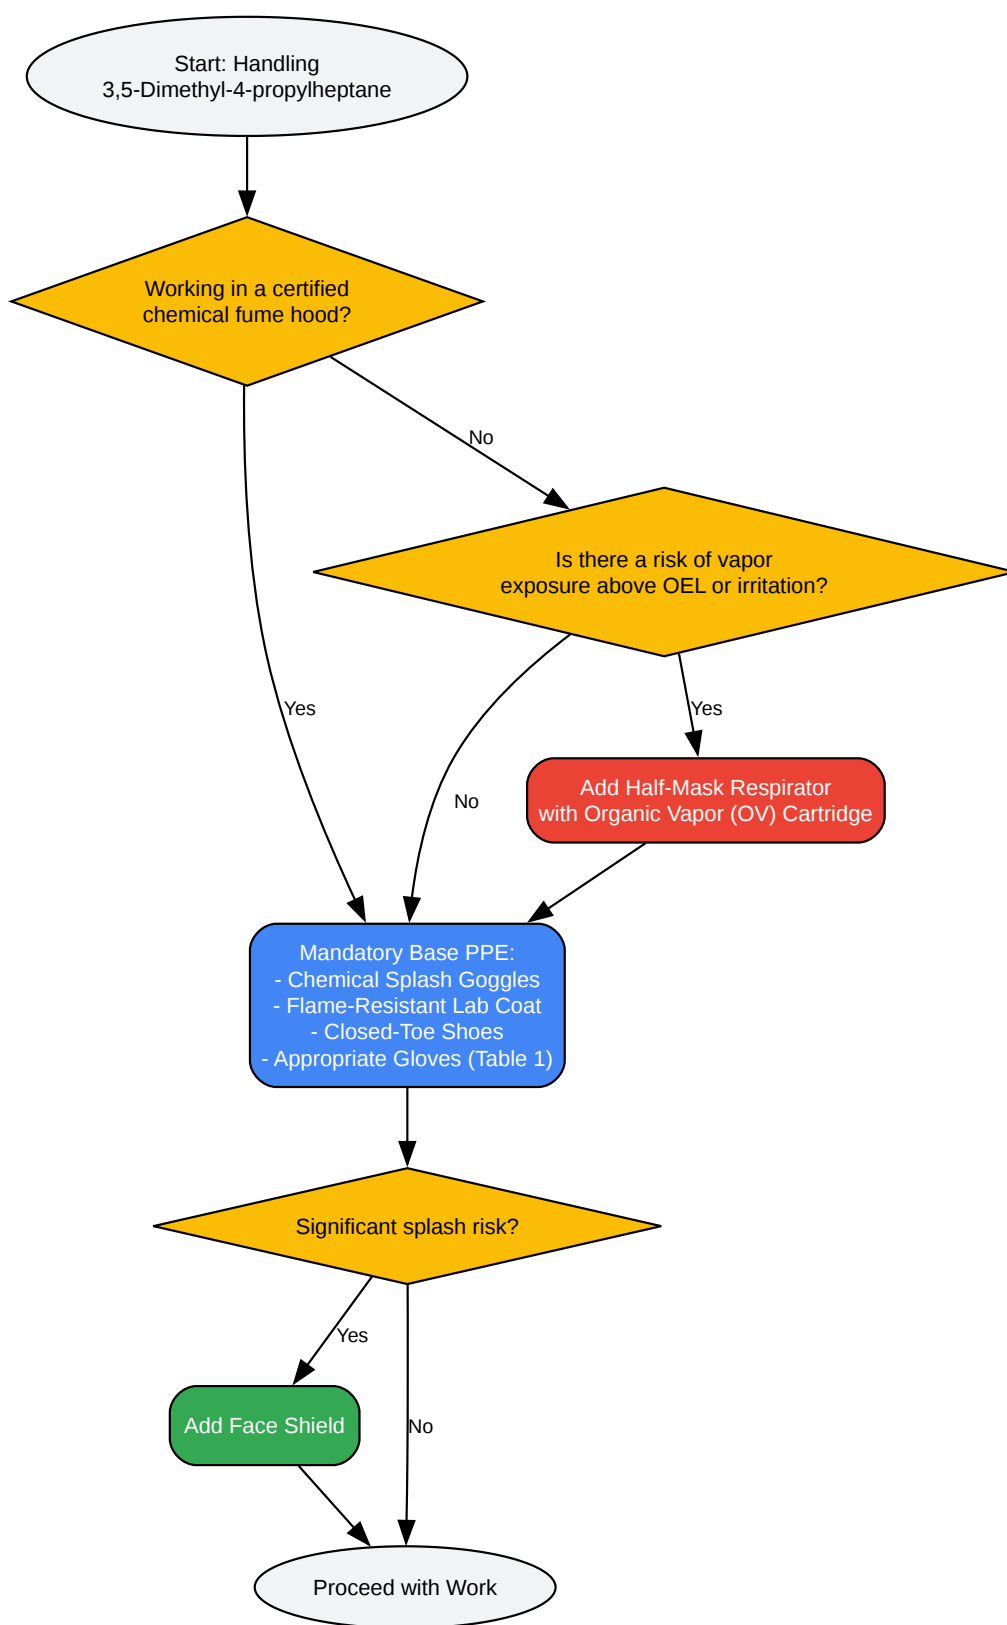 Start: Handling
3,5-Dimethyl-4-propylheptane
Working in a certified
chemical fume hood?
No
Is there a risk of vapor
exposure above OEL or irritation?
Yes
Yes
No
Add Half-Mask Respirator
with Organic Vapor (OV) Cartridge
Mandatory Base PPE:
- Chemical Splash Goggles
- Flame-Resistant Lab Coat
- Closed-Toe Shoes
- Appropriate Gloves (Table 1)
Significant splash risk?
Yes
Add Face Shield
No
Proceed with Work